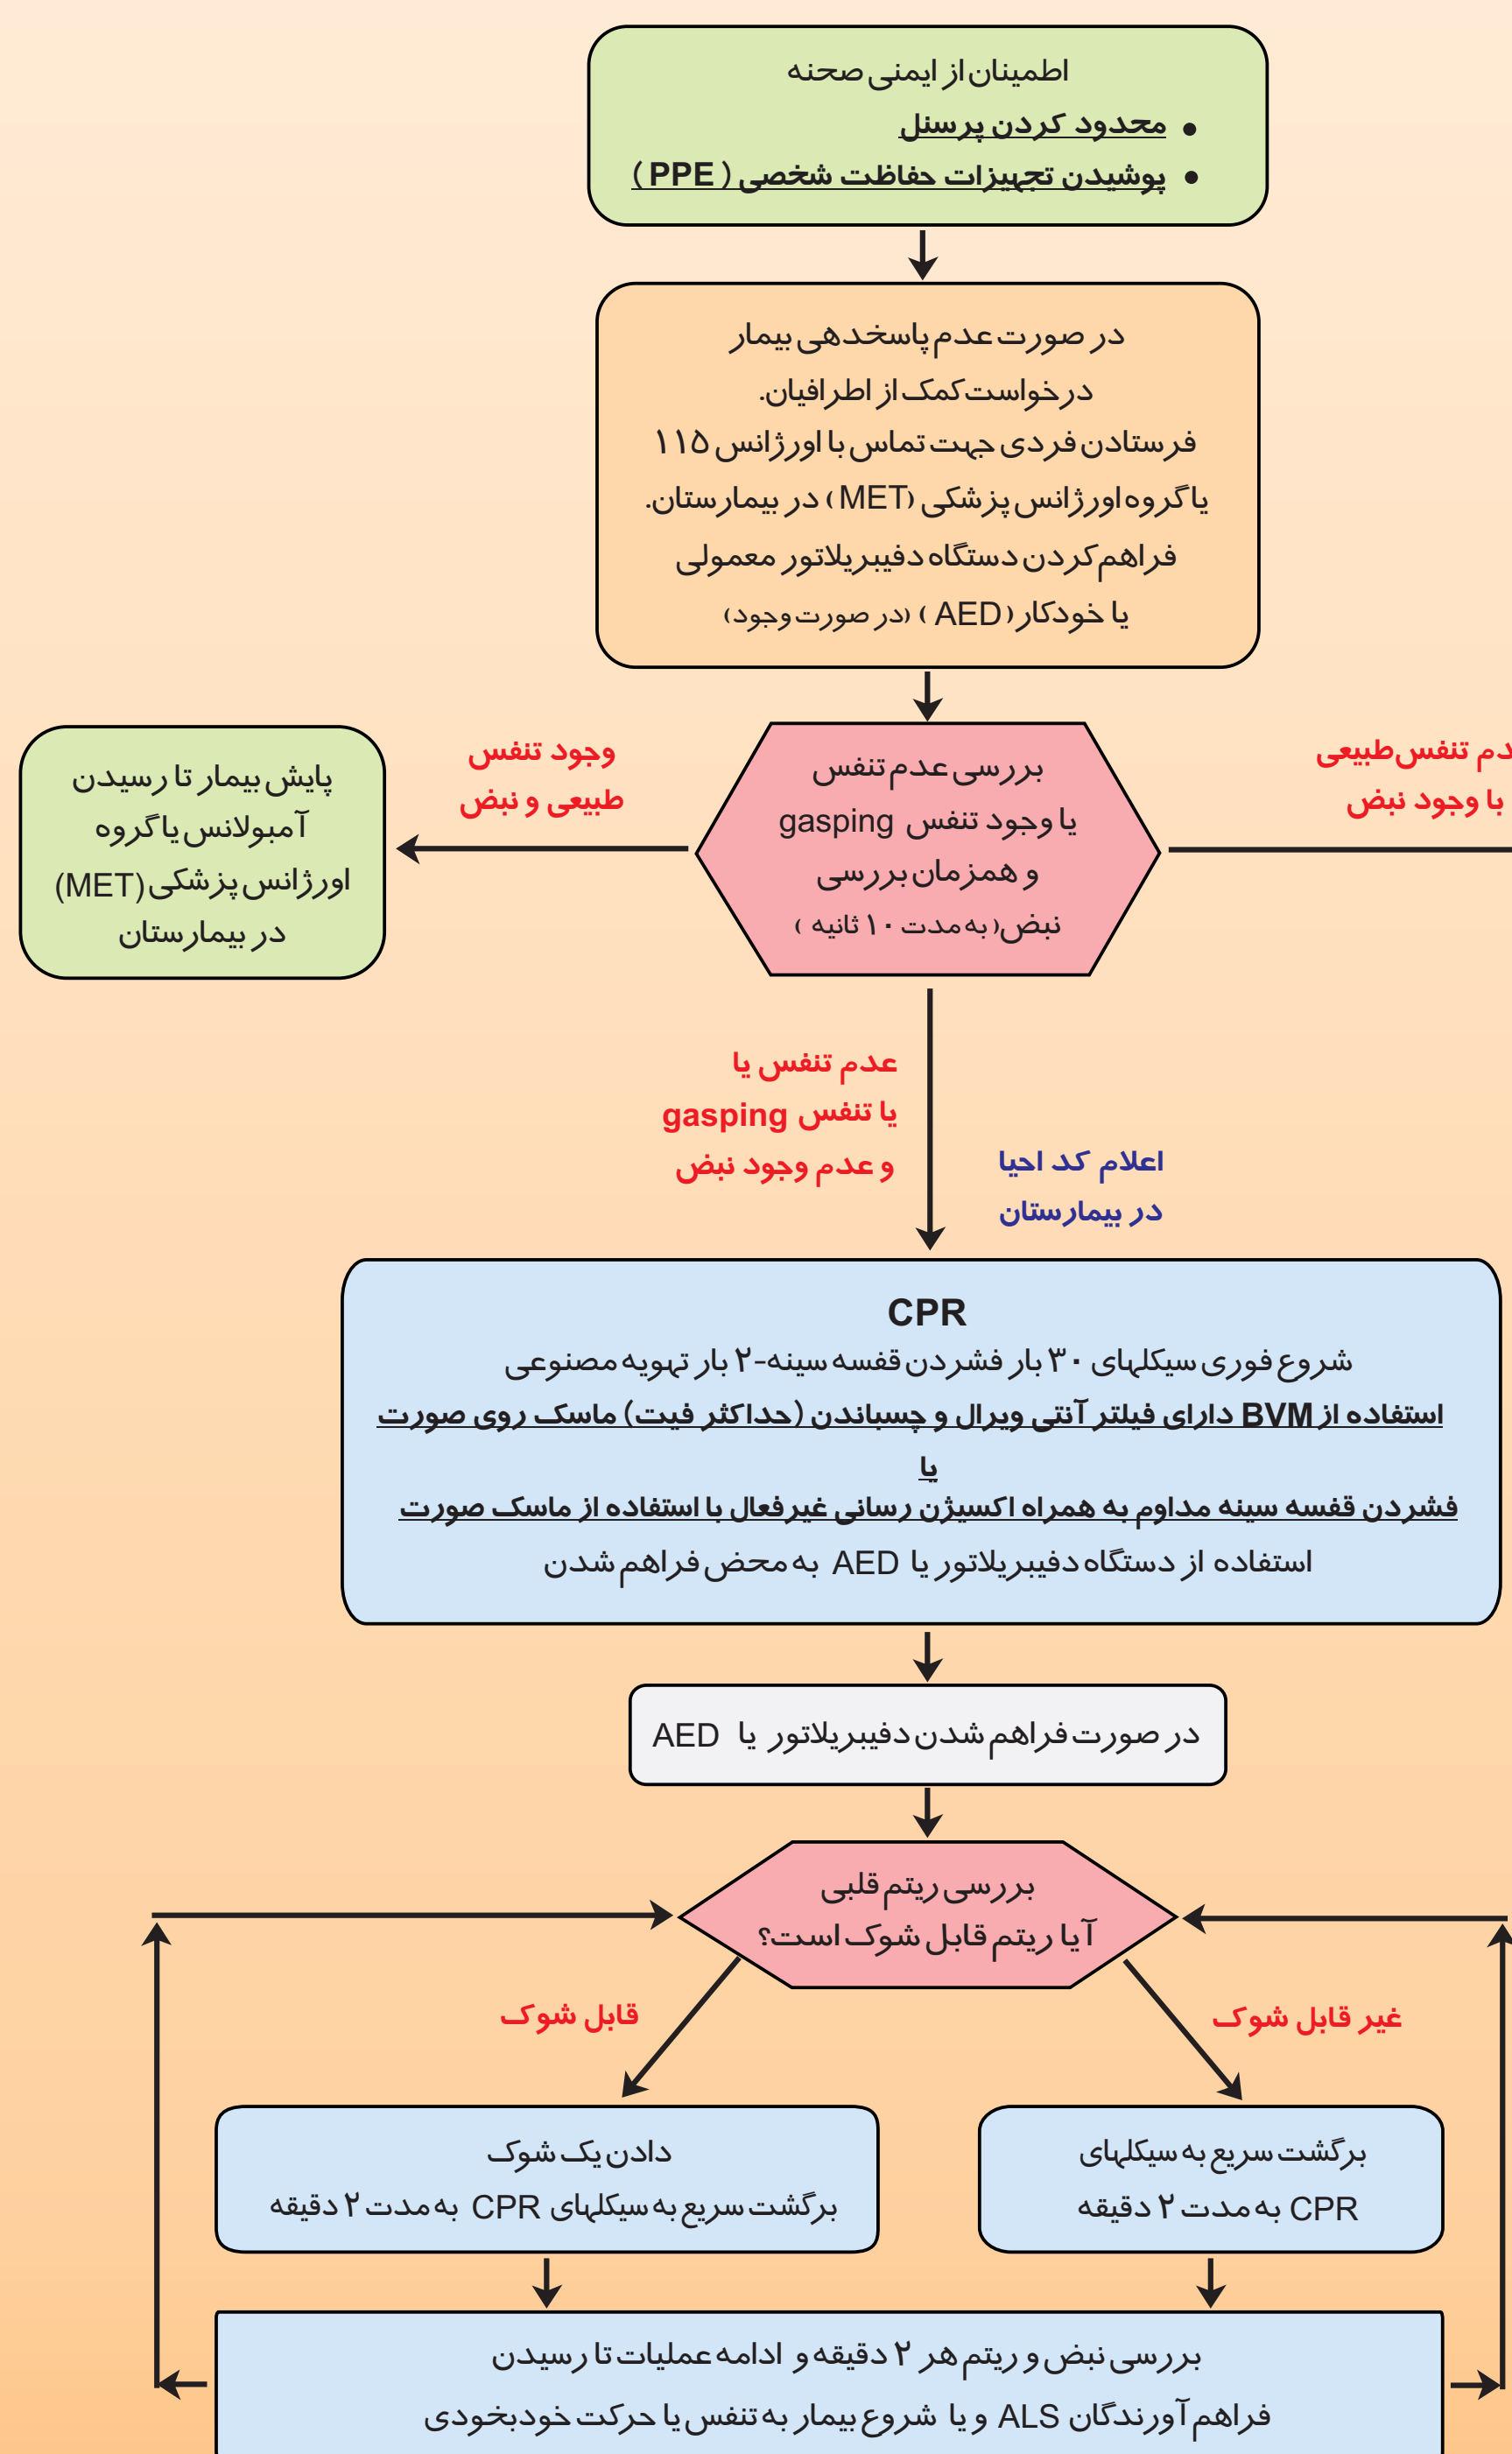 اطمینان از ایمنی صحنه
• محدود کردن پرسنل
• پوشیدن تجهیزات حفاظت شخصی ( PPE )
در صورت عدم پاسخدهی بیمار
درخواست کمک از اطرافیان.
فرستادن فردی جهت تماس با اورژانس ۱۱۵
یا گروه اورژانس پزشکی (MET) در بیمارستان.
فراهم کردن دستگاه دفیبریلاتور معمولی
یا خودکار (AED) (در صورت وجود)
تنفس طبیعی
با وجود نبض
بررسی عدم تنفس
یا وجود تنفس gasping
و همزمان بررسی
نبض (به مدت ۱۰ ثانیه)
وجود تنفس
طبیعی و نبض
پایش بیمار تا رسیدن
آمبولانس یا گروه
اورژانس پزشکی (MET)
در بیمارستان
عدم تنفس یا
یا تنفس gasping
و عدم وجود نبض
اعلام کد احیا
در بیمارستان
CPR
شروع فوری سیکلهای ۳۰ بار فشردن قفسه سینه-۲ بار تهویه مصنوعی
استفاده از BVM دارای فیلتر آنتی ویرال و چسباندن (حداکثر فیت) ماسک روی صورت
یا
فشردن قفسه سینه مداوم به همراه اکسیژن رسانی غیرفعال با استفاده از ماسک صورت
استفاده از دستگاه دفیبریلاتور یا AED به محض فراهم شدن
در صورت فراهم شدن دفیبریلاتور یا AED
بررسی ریتم قلبی
آیا ریتم قابل شوک است؟
غیر قابل شوک
قابل شوک
برگشت سریع به سیکلهای
CPR به مدت ۲ دقیقه
دادن یک شوک
برگشت سریع به سیکلهای CPR به مدت ۲ دقیقه
بررسی نبض و ریتم هر ۲ دقیقه و ادامه عملیات تا رسیدن
فراهم آورندگان ALS و یا شروع بیمار به تنفس یا حرکت خودبخودی